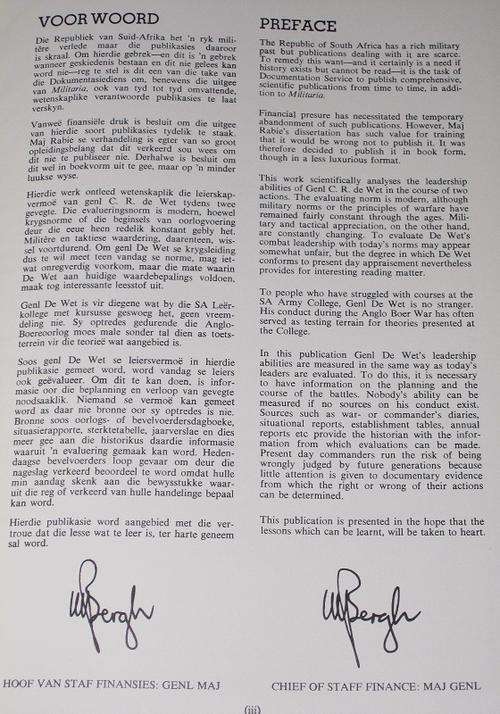 VOOR WOORD
Die Republiek van Suid-Afrika het 'n ryk mili-
têre verlede maar die publikasies daaroor
is skraal. Om hierdie gebrek—en dit is 'n gebrek
wanneer geskiedenis bestaan en dit nie gelees kan
word nie—reg te stel is dit een van die take van
die Dokumentasiediens om, benewens die uitgee
van Militaria, ook van tyd tot tyd omvattende,
wetenskaplike verantwoorde publikasies te laat
verskyn.
Vanweë finansiële druk is besluit om die uitgee
van hierdie soort publikasies tydelik te staak.
Maj Rabie se verhandeling is egter van so groot
opleidingsbelang dat dit verkeerd sou wees om
dit nie te publiseer nie. Derhalwe is besluit om
dit wel in boekvorm uit te gee, maar op 'n minder
luukse wyse.
Hierdie werk ontleed wetenskaplik die leierskap-
vermoë van genl C. R. de Wet tydens twee
gevegte. Die evalueringsnorm is modern, hoewel
krygsnorme of die beginsels van oorlogvoering
deur die eeue heen redelik konstant gebly het.
Militêre en taktiese waardering, daarenteen, wis-
sel voortdurend. Om genl De Wet se krygsleiding
dus te wil meet teen vandag se norme, mag iet-
wat onregverdig voorkom, maar die mate waarin
De Wet aan huidige waardebepalings voldoen,
maak tog interessante leesstof uit.
Genl De Wet is vir diegene wat by die SA Leër-
kollege met kursusse geswoeg het, geen vreem-
deling nie. Sy optredes gedurende die Anglo-
Boereoorlog moes male sonder tal dien as toets-
terrein vir die teorieë wat aangebied is.
Soos genl De Wet se leiersvermoë in hierdie
publikasie gemeet word, word vandag se leiers
ook geëvalueer. Om dit te kan doen, is infor-
masie oor die beplanning en verloop van gevegte
noodsaaklik. Niemand se vermoë kan gemeet
word as daar nie bronne oor sy optredes is nie.
Bronne soos oorlogs- of bevelvoerdersdagboeke,
situasierapporte, sterktetabelle, jaarverslae en dies
meer gee aan die historikus daardie informasie
waaruit 'n evaluering gemaak kan word. Heden-
daagse bevelvoerders loop gevaar om deur die
nageslag verkeerd beoordeel te word omdat hulle
min aandag skenk aan die bewysstukke waar-
uit die reg of verkeerd van hulle handelinge bepaal
kan word.
Hierdie publikasie word aangebied met die ver-
troue dat die lesse wat te leer is, ter harte geneem
sal word.
HOOF VAN STAF FINANSIES: GENL MAJ
PREFACE
The Republic of South Africa has a rich military
past but publications dealing with it are scarce.
To remedy this want—and it certainly is a need if
history exists but cannot be read—it is the task of
Documentation Service to publish comprehensive,
scientific publications from time to time, in addi-
tion to Militaria.
Financial presure has necessitated the temporary
abandonment of such publications. However, Maj
Rabie's dissertation has such value for training
that it would be wrong not to publish it. It was
therefore decided to publish it in book form,
though in a less luxurious format.
This work scientifically analyses the leadership
abilities of Genl C. R. de Wet in the course of two
actions. The evaluating norm is modern, although
military norms or the principles of warfare have
remained fairly constant through the ages. Mili-
tary and tactical appreciation, on the other hand,
are constantly changing. To evaluate De Wet's
combat leadership with today's norms may appear
somewhat unfair, but the degree in which De Wet
conforms to present day appraisement nevertheless
provides for interesting reading matter.
To people who have struggled with courses at the
SA Army College, Genl De Wet is no stranger.
His conduct during the Anglo Boer War has often
served as testing terrain for theories presented at
the College.
In this publication Genl De Wet's leadership
abilities are measured in the same way as today's
leaders are evaluated. To do this, it is necessary
to have information on the planning and the
course of the battles. Nobody's ability can be
measured if no sources on his conduct exist.
Sources such as war- or commander's diaries,
situational reports, establishment tables, annual
reports etc provide the historian with the infor-
mation from which evaluations can be made.
Present day commanders run the risk of being
wrongly judged by future generations because
little attention is given to documentary evidence
from which the right or wrong of their actions
can be determined.
This publication is presented in the hope that the
lessons which can be learnt, will be taken to heart.
CHIEF OF STAFF FINANCE: MAJ GENL
(iii)